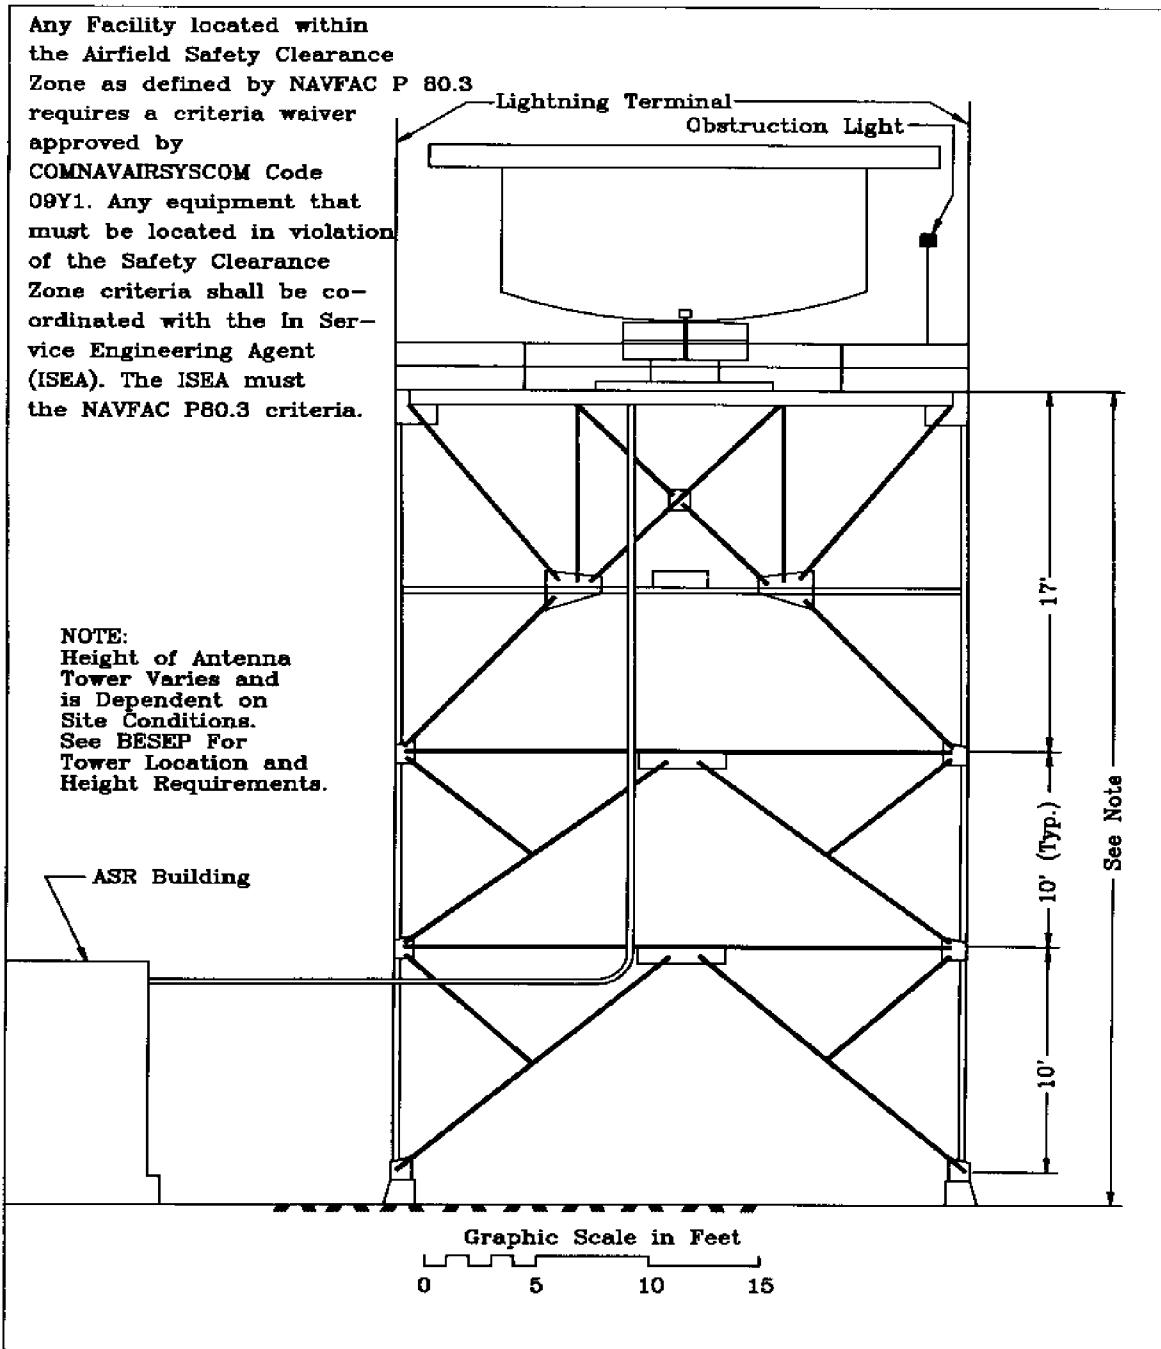 Any Facility located within
the Airfield Safety Clearance
Zone as defined by NAVFAC P 80.3
requires a criteria waiver
approved by
COMNAVAIRSYSCOM Code
09Y1. Any equipment that
must be located in violation
of the Safety Clearance
Zone criteria shall be co-
ordinated with the In Ser-
vice Engineering Agent
(ISEA). The ISEA must
the NAVFAC P80.3 criteria.
Lightning Terminal
Obstruction Light
NOTE:
Height of Antenna
Tower Varies and
is Dependent on
Site Conditions.
See BESEP For
Tower Location and
Height Requirements.
ASR Building
17'
10' (Typ.)
10'
See Note
Graphic Scale in Feet
0 5 10 15